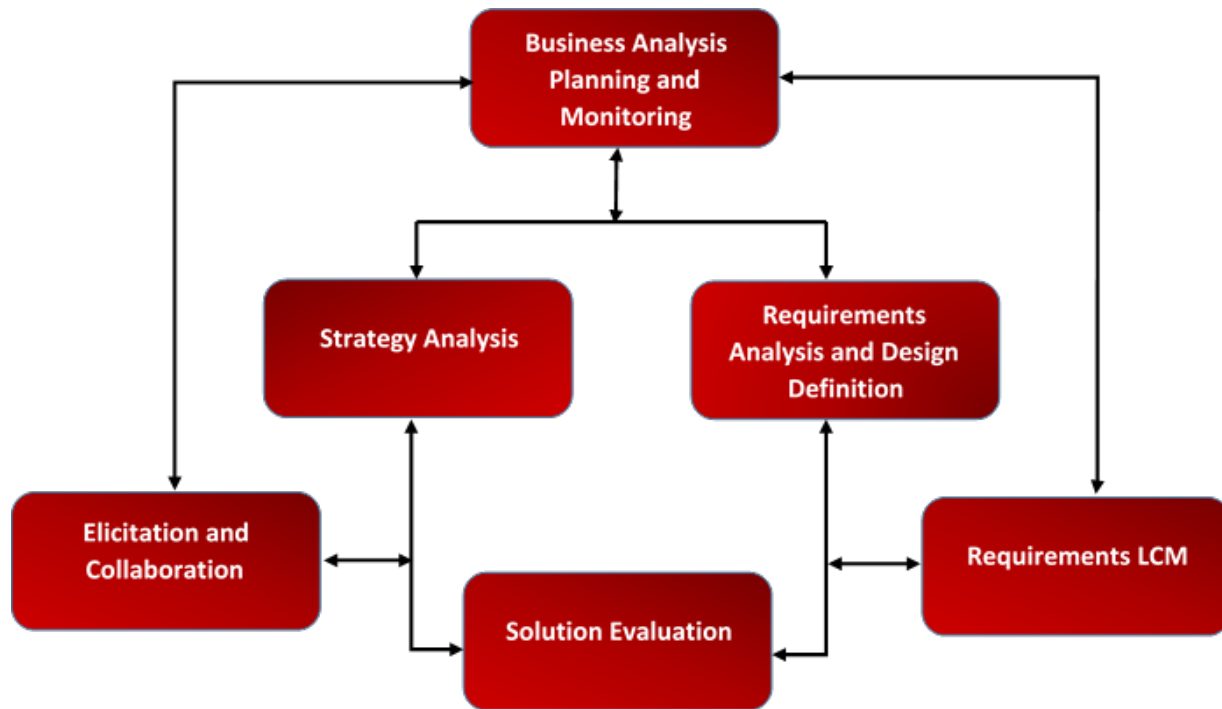 Business Analysis
Planning and
Monitoring
Strategy Analysis
Requirements
Analysis and Design
Definition
Elicitation and
Collaboration
Requirements LCM
Solution Evaluation